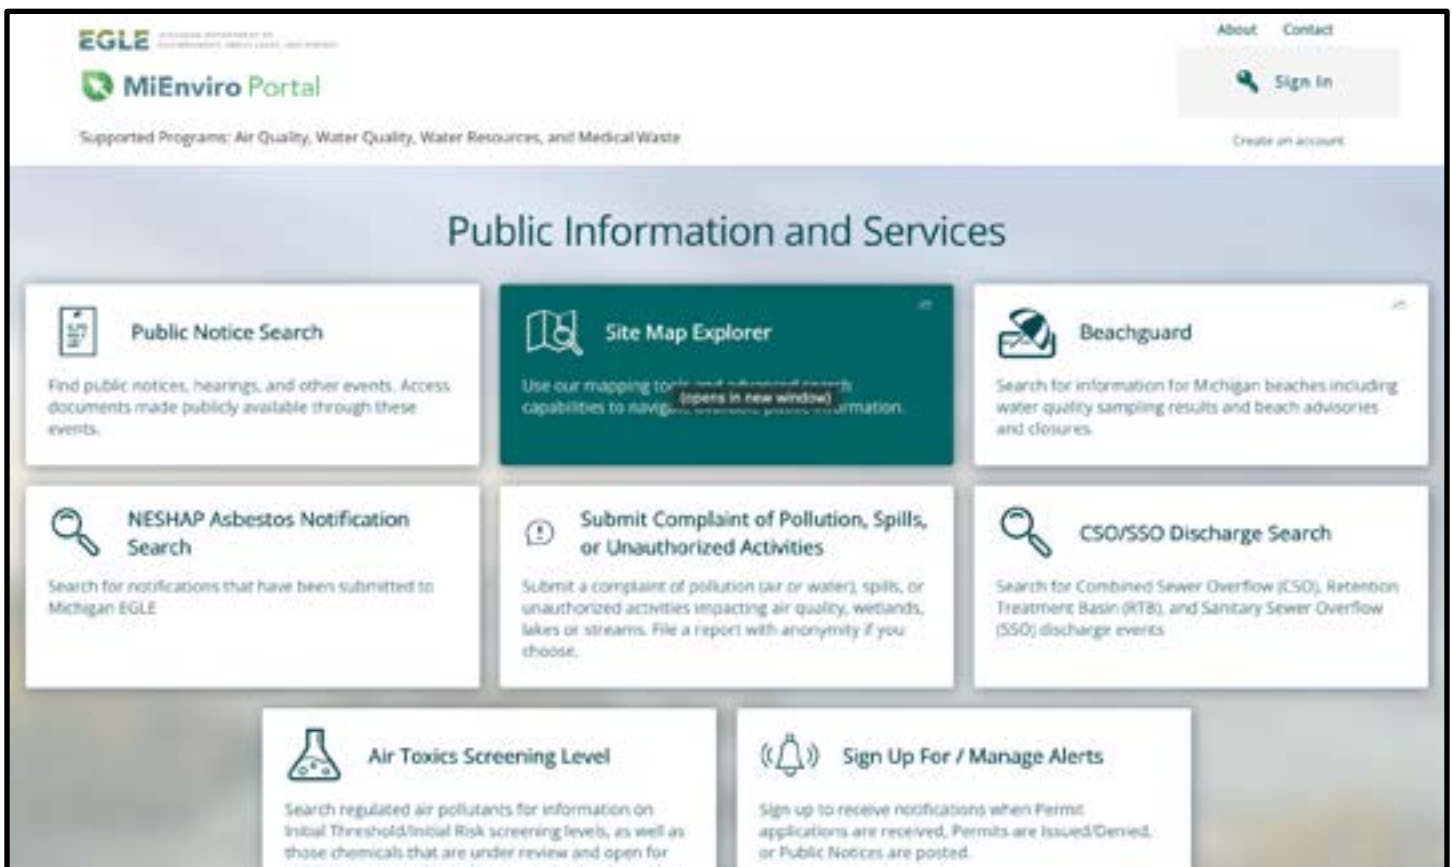 EGLE
About Contact
MiEnviro Portal
Sign In
Supported Programs: Air Quality, Water Quality, Water Resources, and Medical Waste
Create an account
Public Information and Services
Public Notice Search
Find public notices, hearings, and other events. Access
documents made publicly available through these
events.
Site Map Explorer
Use our mapping tools and advanced search
capabilities to navigate public information.
(opens in new window)
Beachguard
Search for information for Michigan beaches including
water quality sampling results and beach advisories
and closures.
NESHAP Asbestos Notification
Search
Search for notifications that have been submitted to
Michigan EGLE
Submit Complaint of Pollution, Spills,
or Unauthorized Activities
Submit a complaint of pollution (air or water), spills, or
unauthorized activities impacting air quality, wetlands,
lakes or streams. File a report with anonymity if you
choose.
CSO/SSO Discharge Search
Search for Combined Sewer Overflow (CSO), Retention
Treatment Basin (RTB), and Sanitary Sewer Overflow
(SSO) discharge events
Air Toxics Screening Level
Search regulated air pollutants for information on
Initial Threshold/Initial Risk screening levels, as well as
those chemicals that are under review and open for
Sign Up For / Manage Alerts
Sign up to receive notifications when Permit
applications are received, Permits are Issued/Denied,
or Public Notices are posted.